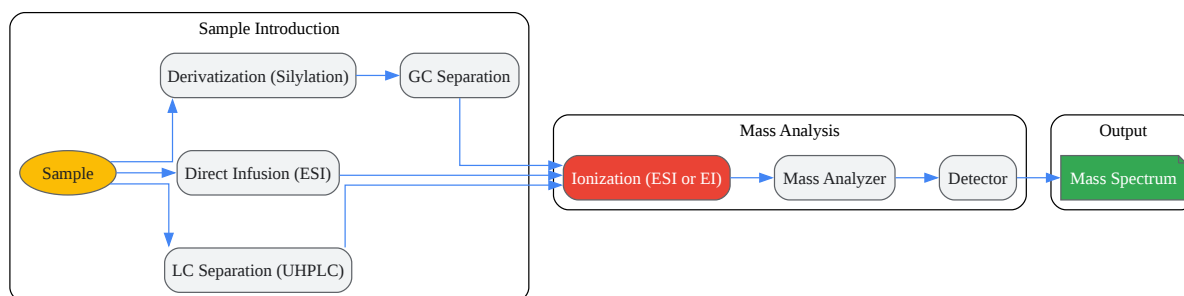 Sample Introduction
Derivatization (Silylation)
GC Separation
Sample
Direct Infusion (ESI)
LC Separation (UHPLC)
Mass Analysis
Ionization (ESI or EI)
Mass Analyzer
Detector
Output
Mass Spectrum